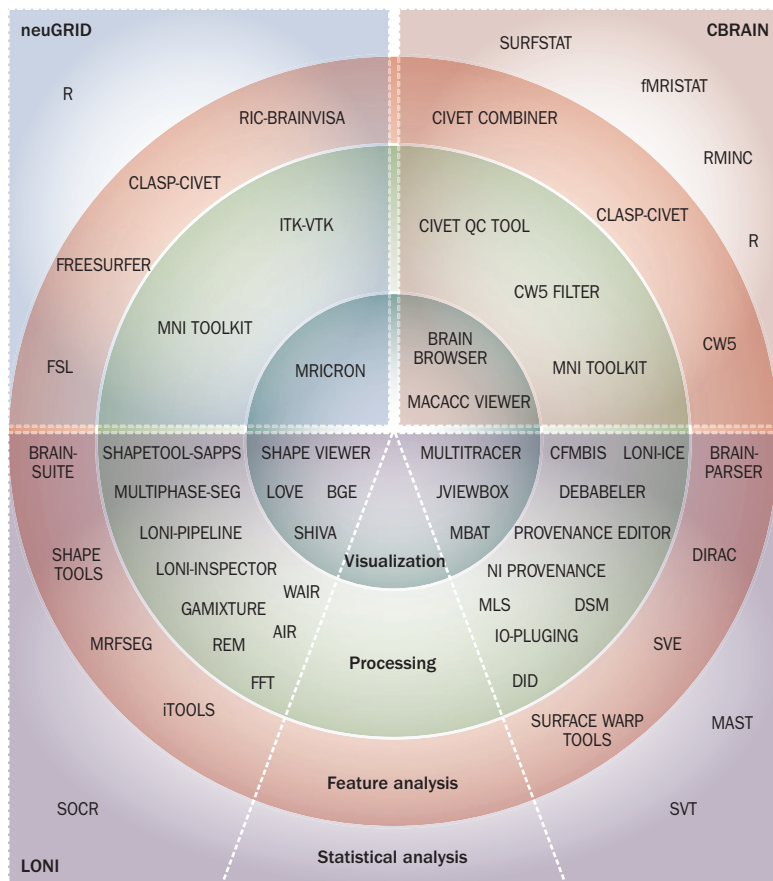 neuGRID
CBRAIN
SURFSTAT
R
fMRISTAT
RIC-BRAINVISA
CIVET COMBINER
RMINC
CLASP-CIVET
CLASP-CIVET
ITK-VTK
CIVET QC TOOL
R
FREESURFER
CW5 FILTER
MNI TOOLKIT
BRAIN
BROWSER
CW5
FSL
MRICRON
MNI TOOLKIT
MACACC VIEWER
BRAIN-
SUITE
SHAPETOOL-SAPPS
SHAPE VIEWER
MULTITRACER
CFMBIS
LONI-ICE
BRAIN-
PARSER
MULTIPHASE-SEG
LOVE
BGE
JVIEWBOX
DEBABELER
LONI-PIPELINE
SHIVA
MBAT
PROVENANCE EDITOR
SHAPE
TOOLS
Visualization
DIRAC
LONI-INSPECTOR
NI PROVENANCE
WAIR
GAMIXTURE
MLS
DSM
AIR
MRFSEG
REM
IO-PLUGING
SVE
Processing
FFT
DID
iTOOLS
SURFACE WARP
TOOLS
MAST
Feature analysis
SOCR
SVT
LONI
Statistical analysis